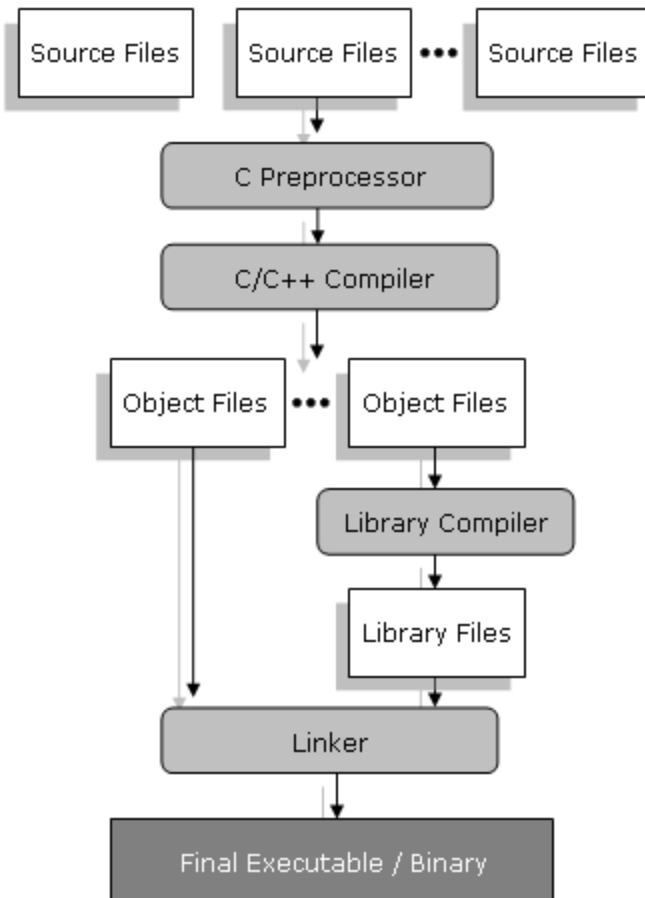 Source Files
Source Files
Source Files
C Preprocessor
C/C++ Compiler
Object Files
Object Files
Library Compiler
Library Files
Linker
Final Executable / Binary